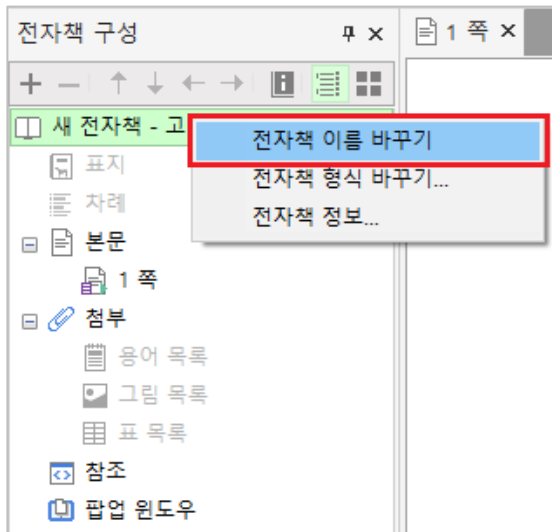 전자책 구성
1 쪽
새 전자책 - 고
전자책 이름 바꾸기
전자책 형식 바꾸기...
전자책 정보...
표지
차례
본문
1 쪽
첨부
용어 목록
그림 목록
표 목록
참조
팝업 윈도우